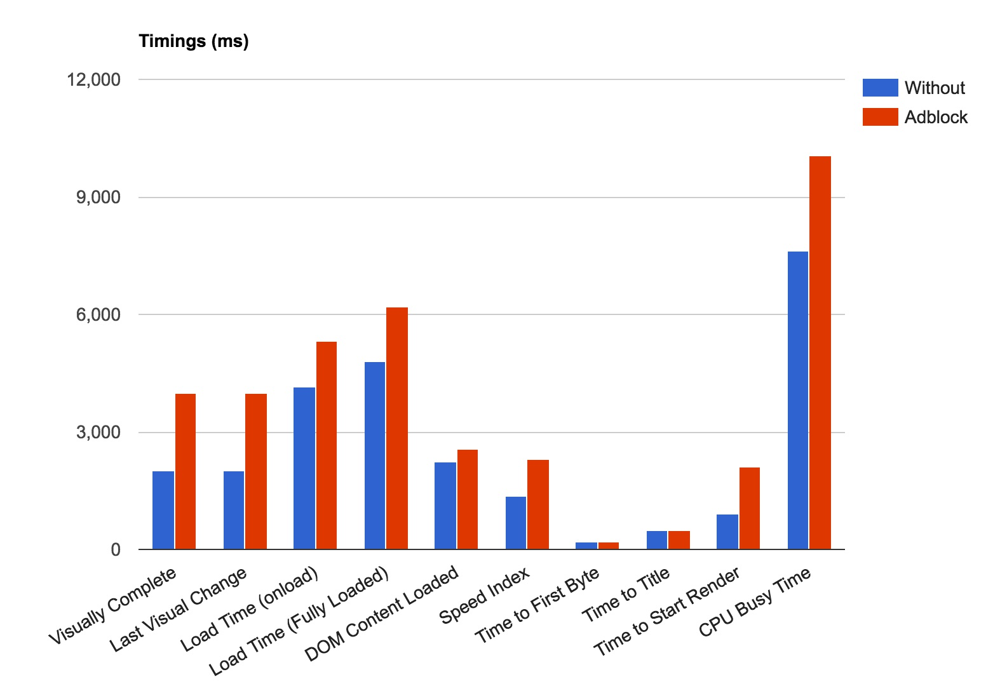 Timings (ms)
12,000
9,000
6,000
3,000
0
Without
Adblock
Visually Complete
Last Visual Change
Load Time (onload)
Load Time (Fully Loaded)
DOM Content Loaded
Speed Index
Time to First Byte
Time to Title
Time to Start Render
CPU Busy Time